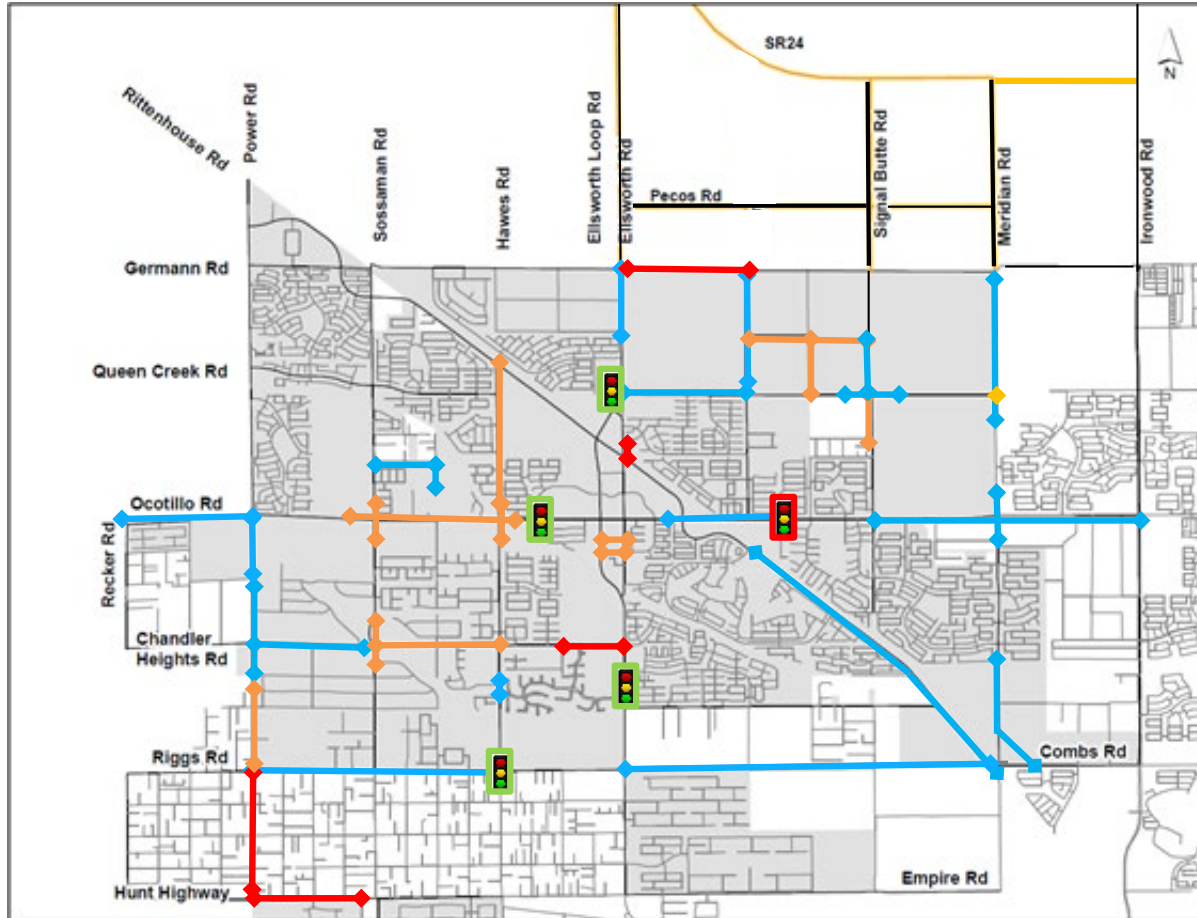 SR24
N
Rittenhouse Rd
Power Rd
Sossaman Rd
Hawes Rd
Ellsworth Loop Rd
Ellsworth Rd
Signal Butte Rd
Meridian Rd
Ironwood Rd
Pecos Rd
Germann Rd
Queen Creek Rd
Ocotillo Rd
Recker Rd
Chandler
Heights Rd
Riggs Rd
Combs Rd
Empire Rd
Hunt Highway